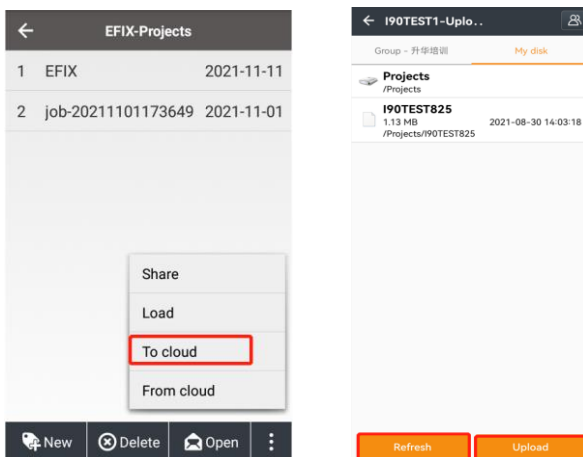 EFIX-Projects
1 EFIX 2021-11-11
2 job-20211101173649 2021-11-01
Share
Load
To cloud
From cloud
New Delete Open
I90TEST1-Uplo..
Group - 升华培训 My disk
Projects
/Projects
I90TEST825
1.13 MB 2021-08-30 14:03:18
/Projects/I90TEST825
Refresh Upload